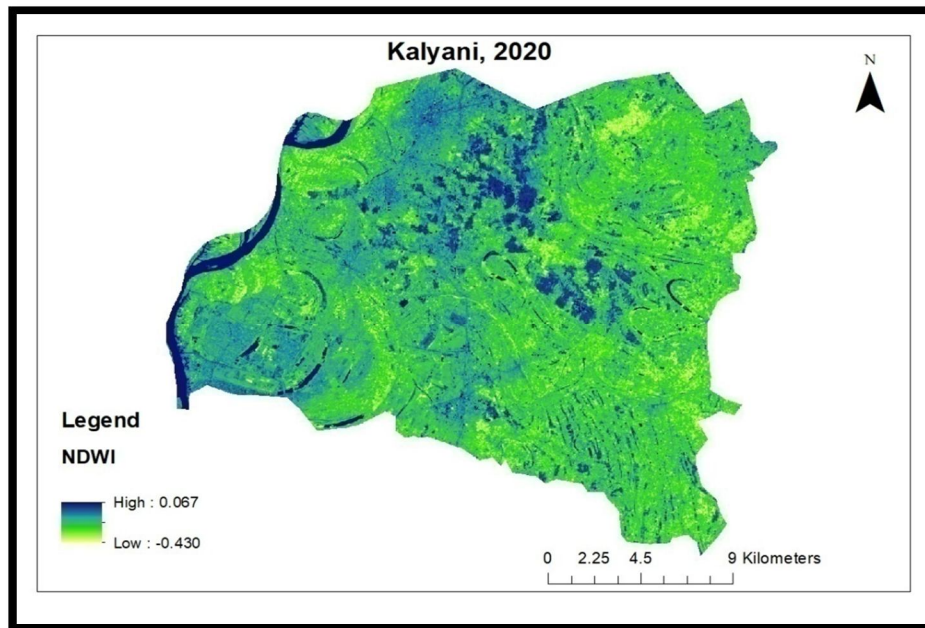 Kalyani, 2020
N
Legend
NDWI
High : 0.067
Low : -0.430
0 2.25 4.5 9 Kilometers